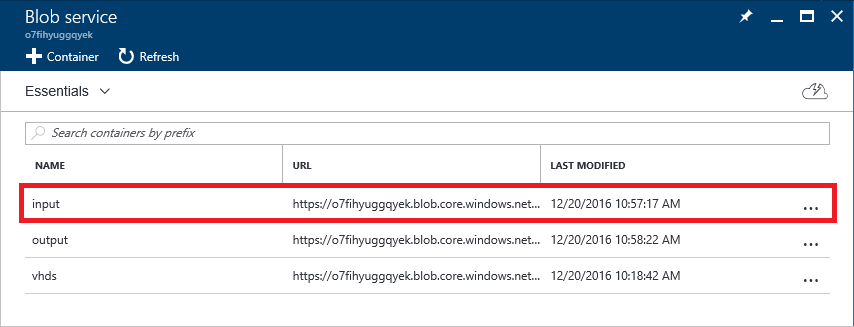 Blob service
o7fihyuggqyek
Container Refresh
Essentials
Search containers by prefix
NAME URL LAST MODIFIED
input https://o7fihyuggqyek.blob.core.windows.net... 12/20/2016 10:57:17 AM ...
output https://o7fihyuggqyek.blob.core.windows.net... 12/20/2016 10:58:22 AM ...
vhds https://o7fihyuggqyek.blob.core.windows.net... 12/20/2016 10:18:42 AM ...